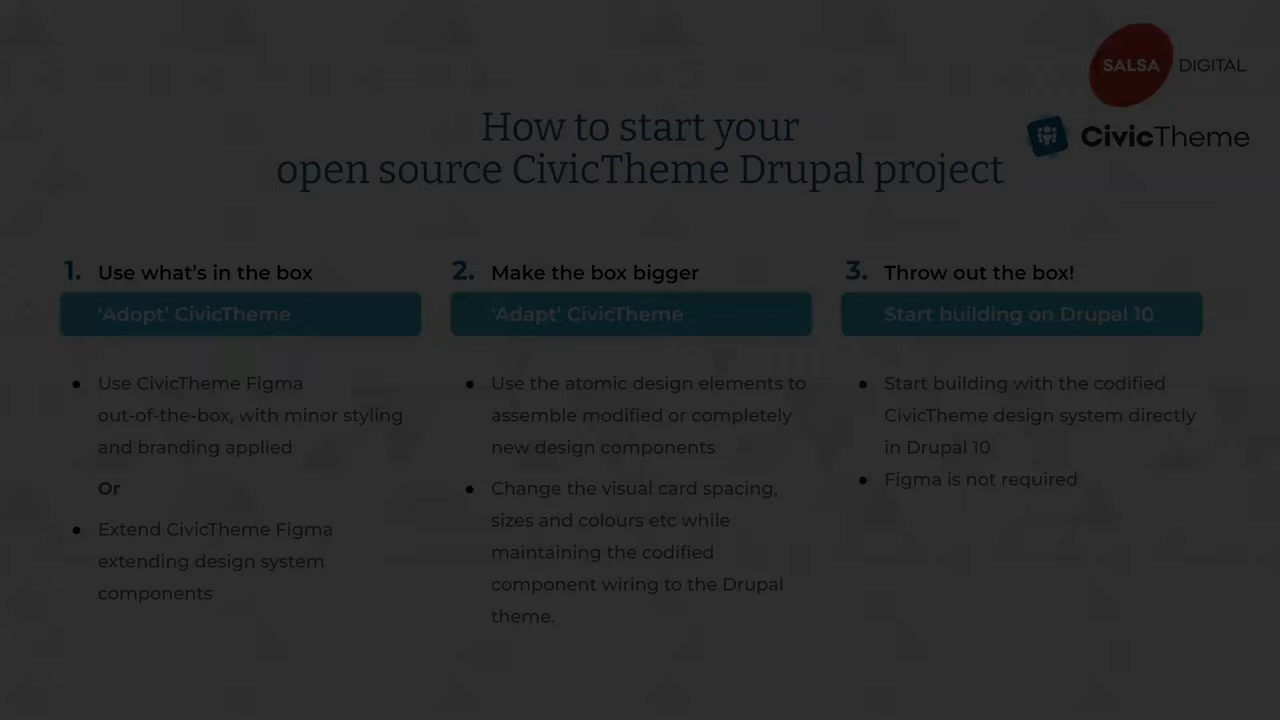 SALSA DIGITAL
CivicTheme
How to start your
open source CivicTheme Drupal project
1. Use what's in the box
'Adopt' CivicTheme
● Use CivicTheme Figma
out-of-the-box, with minor styling
and branding applied
Or
● Extend CivicTheme Figma
extending design system
components
2. Make the box bigger
'Adapt' CivicTheme
● Use the atomic design elements to
assemble modified or completely
new design components
● Change the visual card spacing,
sizes and colours etc while
maintaining the codified
component wiring to the Drupal
theme.
3. Throw out the box!
Start building on Drupal 10
● Start building with the codified
CivicTheme design system directly
in Drupal 10
● Figma is not required